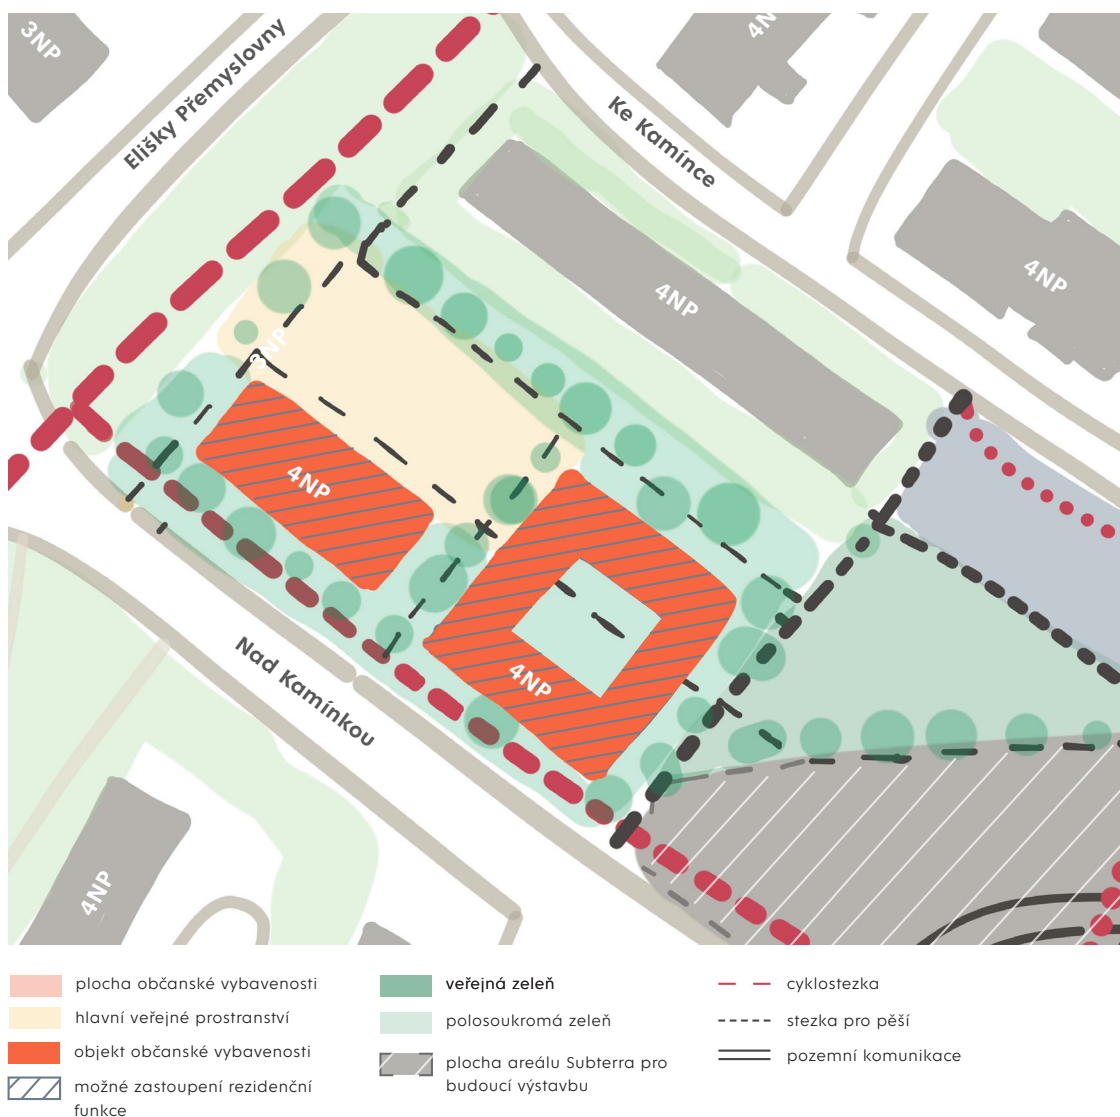 3NP
Elišky Přemyslovny
4N
Ke Kamínce
4NP
4NP
3NP
4NP
4NP
Nad Kamínkou
4NP
plocha občanské vybavenosti
hlavní veřejné prostranství
objekt občanské vybavenosti
možné zastoupení rezidenční
funkce
veřejná zeleň
polosoukromá zeleň
plocha areálu Subterra pro
budoucí výstavbu
cyklostezka
stezka pro pěší
pozemní komunikace